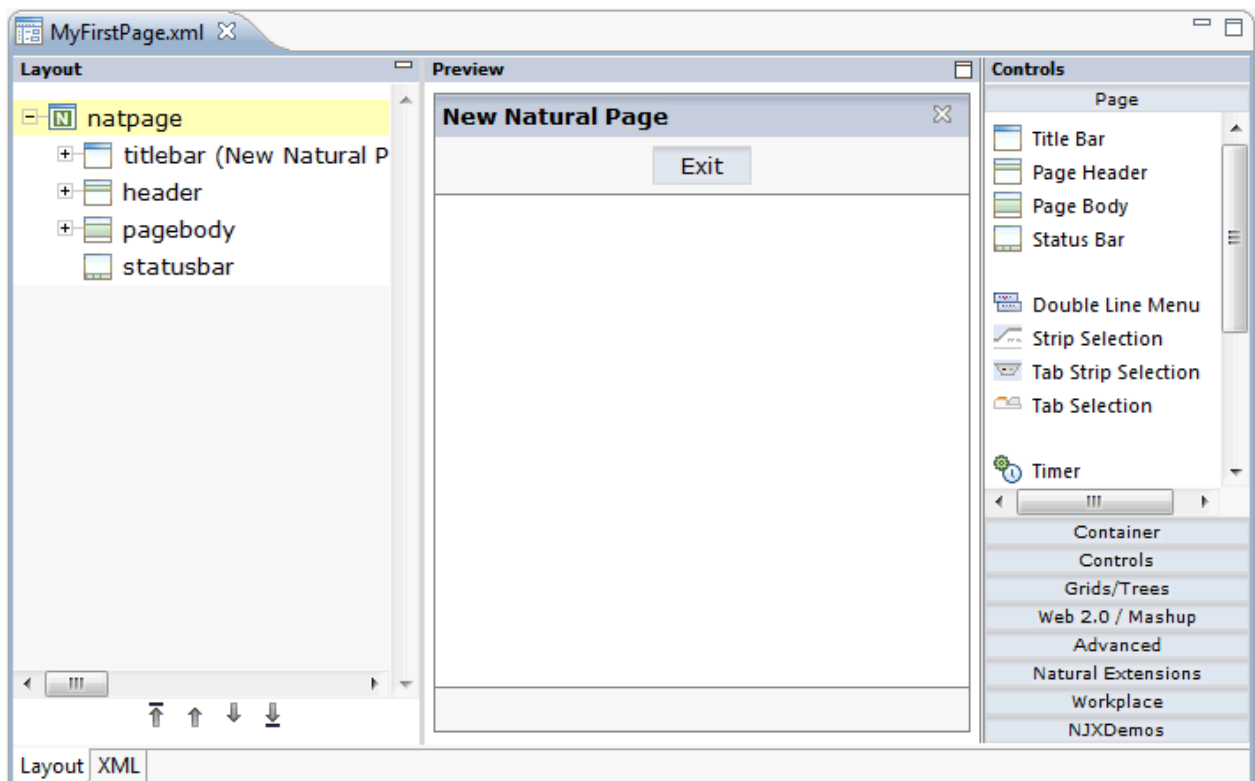 MyFirstPage.xml
Layout
natpage
titlebar (New Natural P
header
pagebody
statusbar
Preview
New Natural Page
Exit
Controls
Page
Title Bar
Page Header
Page Body
Status Bar
Double Line Menu
Strip Selection
Tab Strip Selection
Tab Selection
Timer
Container
Controls
Grids/Trees
Web 2.0 / Mashup
Advanced
Natural Extensions
Workplace
NJXDemos
Layout XML